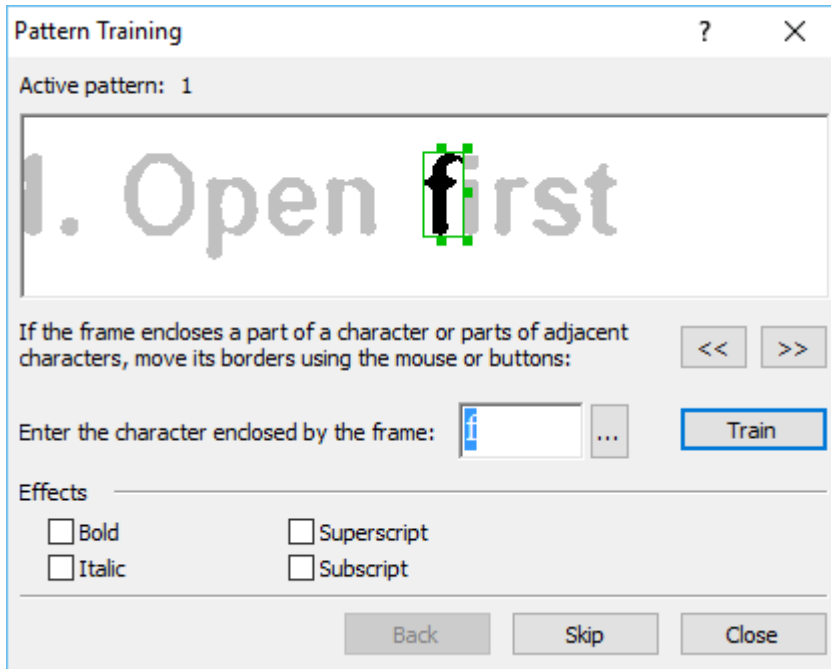 Pattern Training ?
Active pattern: 1
1. Open first
If the frame encloses a part of a character or parts of adjacent
characters, move its borders using the mouse or buttons: << >>
Enter the character enclosed by the frame: f ... Train
Effects
Bold Superscript
Italic Subscript
Back Skip Close